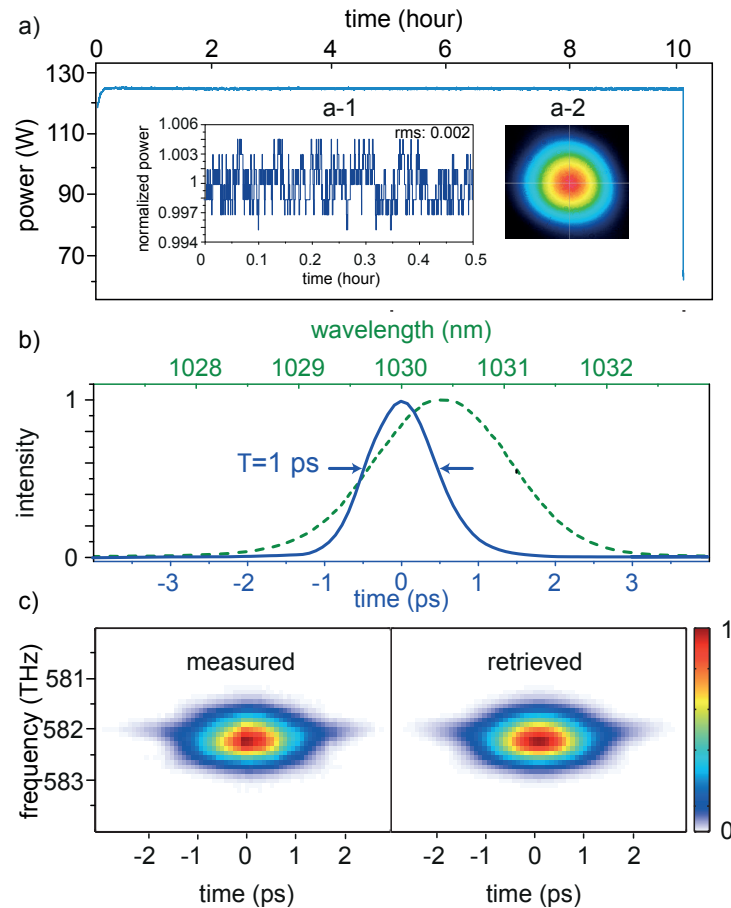 a)
time (hour)
0 2 4 6 8 10
130
110
90
70
power (W)
a-1
a-2
1.006
1.003
1
0.997
0.994
normalized power
rms: 0.002
0 0.1 0.2 0.3 0.4 0.5
time (hour)
b)
wavelength (nm)
1028 1029 1030 1031 1032
1
0
intensity
T=1 ps
-3 -2 -1 0 1 2 3
time (ps)
c)
measured
retrieved
581
582
583
frequency (THz)
1
0
-2 -1 0 1 2
-2 -1 0 1 2
time (ps)
time (ps)